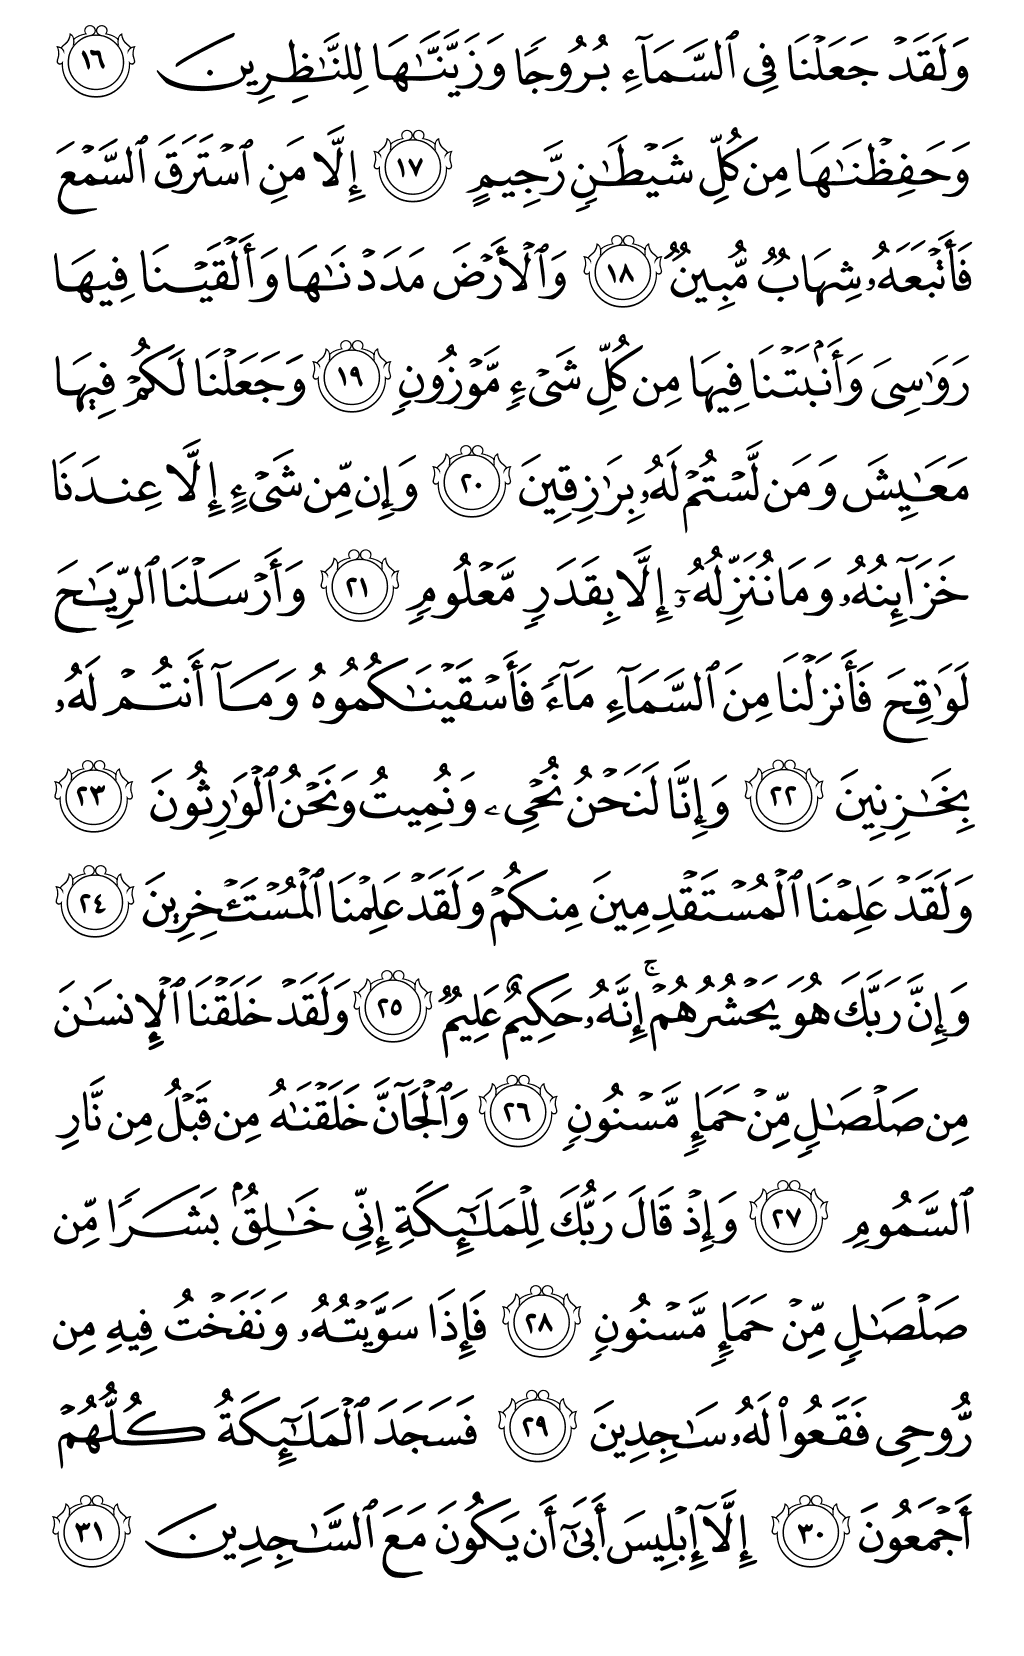 وَلَقَدۡ جَعَلۡنَا فِي ٱلسَّمَآءِ بُرُوجٗا وَزَيَّنَّٰهَا لِلنَّٰظِرِينَ ١٦
وَحَفِظۡنَٰهَا مِن كُلِّ شَيۡطَٰنٖ رَّجِيمٍ ١٧ إِلَّا مَنِ ٱسۡتَرَقَ ٱلسَّمۡعَ
فَأَتۡبَعَهُۥ شِهَابٞ مُّبِينٞ ١٨ وَٱلۡأَرۡضَ مَدَدۡنَٰهَا وَأَلۡقَيۡنَا فِيهَا
رَوَٰسِيَ وَأَنۢبَتۡنَا فِيهَا مِن كُلِّ شَيۡءٖ مَّوۡزُونٖ ١٩ وَجَعَلۡنَا لَكُمۡ فِيهَا
مَعَٰيِشَ وَمَن لَّسۡتُمۡ لَهُۥ بِرَٰزِقِينَ ٢٠ وَإِن مِّن شَيۡءٍ إِلَّا عِندَنَا
خَزَآئِنُهُۥ وَمَا نُنَزِّلُهُۥٓ إِلَّا بِقَدَرٖ مَّعۡلُومٖ ٢١ وَأَرۡسَلۡنَا ٱلرِّيَٰحَ
لَوَٰقِحَ فَأَنزَلۡنَا مِنَ ٱلسَّمَآءِ مَآءٗ فَأَسۡقَيۡنَٰكُمُوهُ وَمَآ أَنتُمۡ لَهُۥ
بِخَٰزِنِينَ ٢٢ وَإِنَّا لَنَحۡنُ نُحۡيِۦ وَنُمِيتُ وَنَحۡنُ ٱلۡوَٰرِثُونَ ٢٣
وَلَقَدۡ عَلِمۡنَا ٱلۡمُسۡتَقۡدِمِينَ مِنكُمۡ وَلَقَدۡ عَلِمۡنَا ٱلۡمُسۡتَـٔۡخِرِينَ ٢٤
وَإِنَّ رَبَّكَ هُوَ يَحۡشُرُهُمۡۚ إِنَّهُۥ حَكِيمٌ عَلِيمٞ ٢٥ وَلَقَدۡ خَلَقۡنَا ٱلۡإِنسَٰنَ
مِن صَلۡصَٰلٖ مِّنۡ حَمَإٖ مَّسۡنُونٖ ٢٦ وَٱلۡجَآنَّ خَلَقۡنَٰهُ مِن قَبۡلُ مِن نَّارِ
ٱلسَّمُومِ ٢٧ وَإِذۡ قَالَ رَبُّكَ لِلۡمَلَٰٓئِكَةِ إِنِّي خَٰلِقُۢ بَشَرٗا مِّن
صَلۡصَٰلٖ مِّنۡ حَمَإٖ مَّسۡنُونٖ ٢٨ فَإِذَا سَوَّيۡتُهُۥ وَنَفَخۡتُ فِيهِ مِن
رُّوحِي فَقَعُواْ لَهُۥ سَٰجِدِينَ ٢٩ فَسَجَدَ ٱلۡمَلَٰٓئِكَةُ كُلُّهُمۡ
أَجۡمَعُونَ ٣٠ إِلَّآ إِبۡلِيسَ أَبَىٰٓ أَن يَكُونَ مَعَ ٱلسَّٰجِدِينَ ٣١